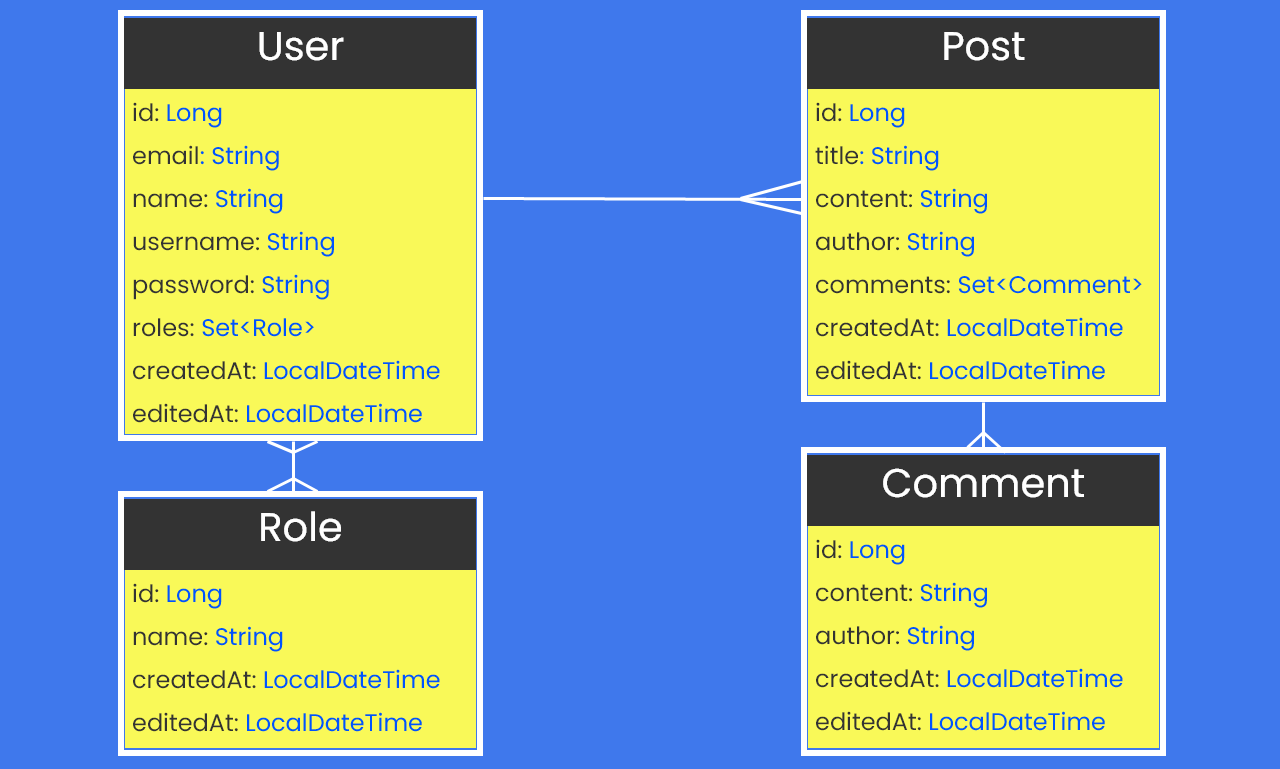 User
id: Long
email: String
name: String
username: String
password: String
roles: Set<Role>
createdAt: LocalDateTime
editedAt: LocalDateTime
Role
id: Long
name: String
createdAt: LocalDateTime
editedAt: LocalDateTime
Post
id: Long
title: String
content: String
author: String
comments: Set<Comment>
createdAt: LocalDateTime
editedAt: LocalDateTime
Comment
id: Long
content: String
author: String
createdAt: LocalDateTime
editedAt: LocalDateTime